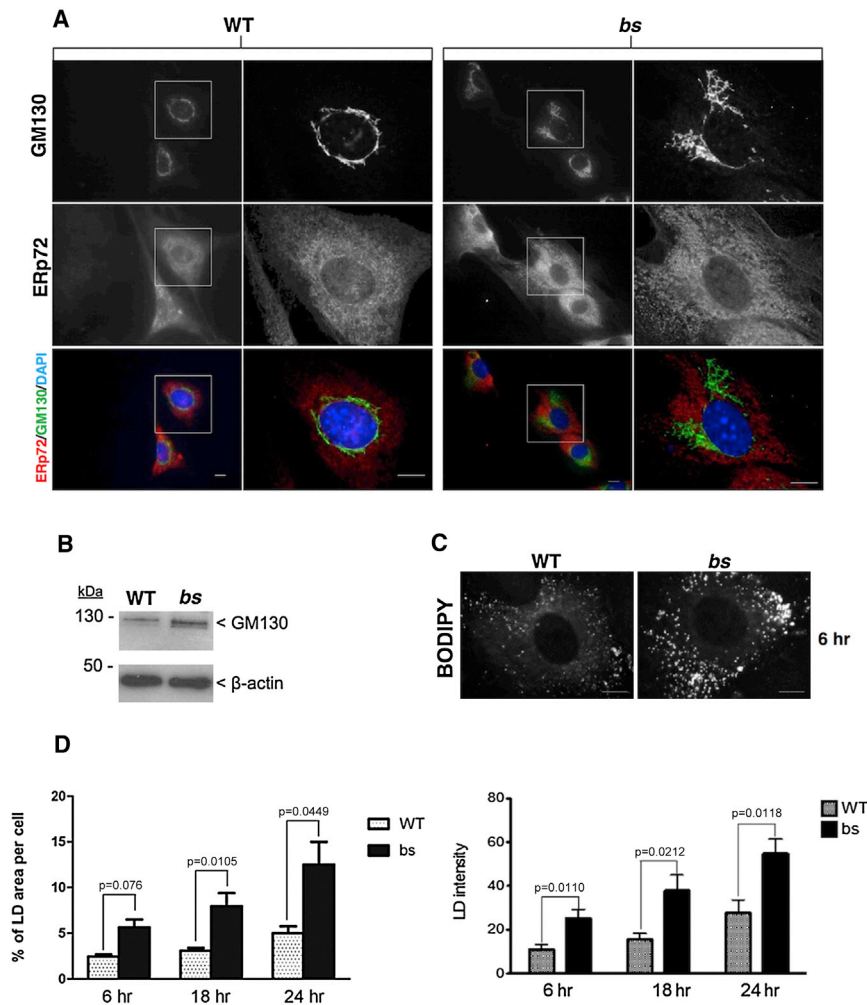 A
WT
bs
GM130
ERp72
ERp72/GM130/DAPI
B
kDa
WT
bs
130 -
< GM130
50 -
< β-actin
C
WT
bs
BODIPY
6 hr
D
% of LD area per cell
20
15
10
5
0
p=0.076
p=0.0105
p=0.0449
6 hr
18 hr
24 hr
WT
bs
LD intensity
80
60
40
20
0
p=0.0110
p=0.0212
p=0.0118
6 hr
18 hr
24 hr
WT
bs